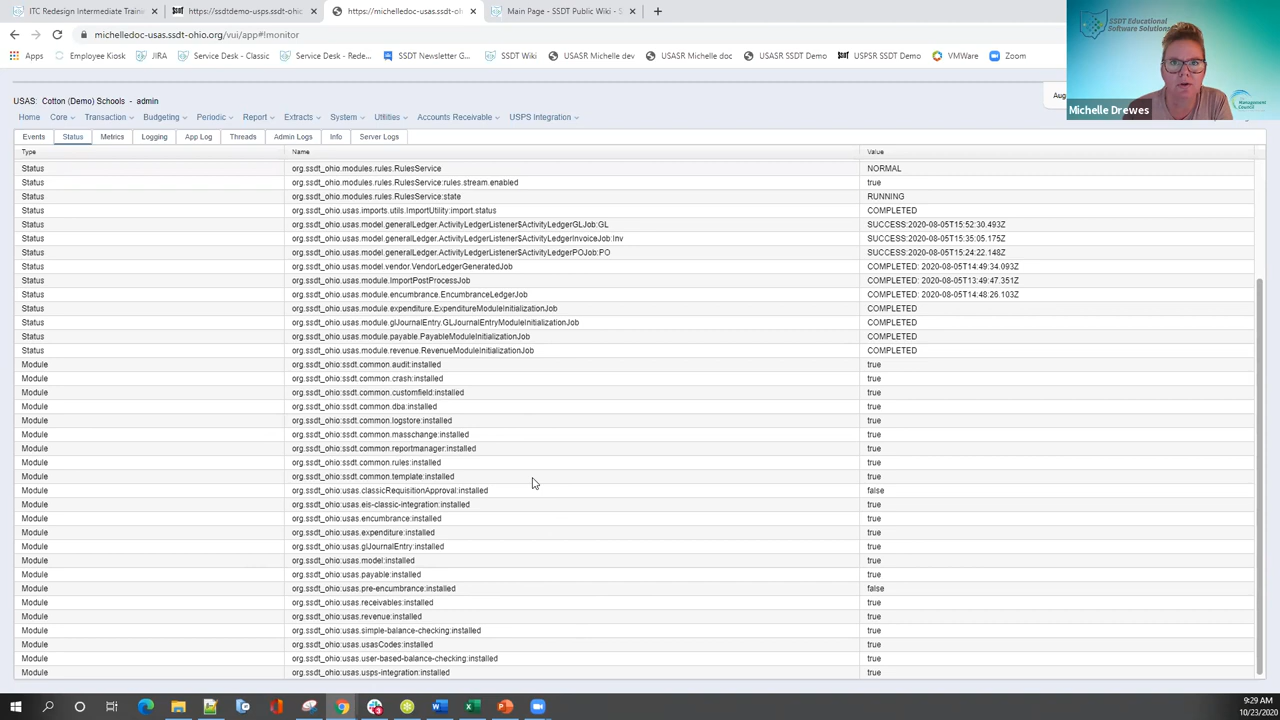 ITC Redesign Intermediate Traini
https://ssdtdemo-usps.ssdt-ohio
https://michelledoc-usas.ssdt-oh
Main Page - SSDT Public Wiki -
michelledoc-usas.ssdt-ohio.org/vui/app#!monitor
Apps Employee Kiosk JIRA Service Desk - Classic Service Desk - Rede... SSDT Newsletter G... SSDT Wiki USASR Michelle dev USASR Michelle doc USASR SSDT Demo USPSR SSDT Demo VMWare Zoom
SSDT Educational
Software Solutions
Management
Council
Michelle Drewes
USAS: Cotton (Demo) Schools - admin
Aug
Home Core Transaction Budgeting Periodic Report Extracts System Utilities Accounts Receivable USPS Integration
Events Status Metrics Logging App Log Threads Admin Logs Info Server Logs
Type Name Value
Status org.ssdt_ohio.modules.rules.RulesService NORMAL
Status org.ssdt_ohio.modules.rules.RulesService:rules.stream.enabled true
Status org.ssdt_ohio.modules.rules.RulesService:state RUNNING
Status org.ssdt_ohio.usas.imports.utils.ImportUtility:import.status COMPLETED
Status org.ssdt_ohio.usas.model.generalLedger.ActivityLedgerListener$ActivityLedgerGLJob:GL SUCCESS:2020-08-05T15:52:30.493Z
Status org.ssdt_ohio.usas.model.generalLedger.ActivityLedgerListener$ActivityLedgerInvoiceJob:Inv SUCCESS:2020-08-05T15:35:05.175Z
Status org.ssdt_ohio.usas.model.generalLedger.ActivityLedgerListener$ActivityLedgerPOJob:PO SUCCESS:2020-08-05T15:24:22.148Z
Status org.ssdt_ohio.usas.model.vendor.VendorLedgerGeneratedJob COMPLETED: 2020-08-05T14:49:34.093Z
Status org.ssdt_ohio.usas.module.ImportPostProcessJob COMPLETED: 2020-08-05T13:49:47.351Z
Status org.ssdt_ohio.usas.module.encumbrance.EncumbranceLedgerJob COMPLETED: 2020-08-05T14:48:26.103Z
Status org.ssdt_ohio.usas.module.expenditure.ExpenditureModuleInitializationJob COMPLETED
Status org.ssdt_ohio.usas.module.glJournalEntry.GLJournalEntryModuleInitializationJob COMPLETED
Status org.ssdt_ohio.usas.module.payable.PayableModuleInitializationJob COMPLETED
Status org.ssdt_ohio.usas.module.revenue.RevenueModuleInitializationJob COMPLETED
Module org.ssdt_ohio:ssdt.common.audit:installed true
Module org.ssdt_ohio:ssdt.common.crash:installed true
Module org.ssdt_ohio:ssdt.common.customfield:installed true
Module org.ssdt_ohio:ssdt.common.dba:installed true
Module org.ssdt_ohio:ssdt.common.logstore:installed true
Module org.ssdt_ohio:ssdt.common.masschange:installed true
Module org.ssdt_ohio:ssdt.common.reportmanager:installed true
Module org.ssdt_ohio:ssdt.common.rules:installed true
Module org.ssdt_ohio:ssdt.common.template:installed true
Module org.ssdt_ohio:usas.classicRequisitionApproval:installed false
Module org.ssdt_ohio:usas.eis-classic-integration:installed true
Module org.ssdt_ohio:usas.encumbrance:installed true
Module org.ssdt_ohio:usas.expenditure:installed true
Module org.ssdt_ohio:usas.glJournalEntry:installed true
Module org.ssdt_ohio:usas.model:installed true
Module org.ssdt_ohio:usas.payable:installed true
Module org.ssdt_ohio:usas.pre-encumbrance:installed false
Module org.ssdt_ohio:usas.receivables:installed true
Module org.ssdt_ohio:usas.revenue:installed true
Module org.ssdt_ohio:usas.simple-balance-checking:installed true
Module org.ssdt_ohio:usas.usasCodes:installed true
Module org.ssdt_ohio:usas.user-based-balance-checking:installed true
Module org.ssdt_ohio:usas.usps-integration:installed true
9:29 AM
10/23/2020